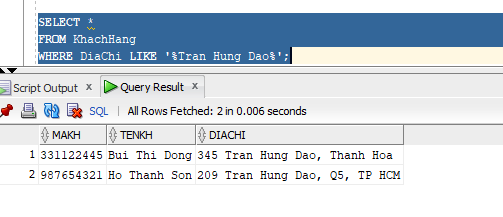 SELECT *
FROM KhachHang
WHERE DiaChi LIKE '%Tran Hung Dao%';
Script Output x Query Result x
SQL | All Rows Fetched: 2 in 0.006 seconds
MAKH TENKH DIACHI
1 331122445 Bui Thi Dong 345 Tran Hung Dao, Thanh Hoa
2 987654321 Ho Thanh Son 209 Tran Hung Dao, Q5, TP HCM